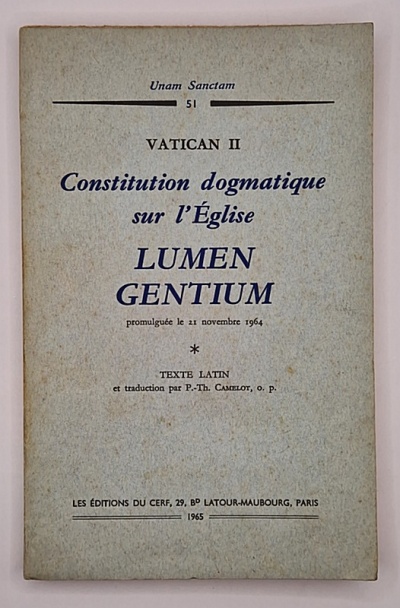 Unam Sanctam
51
VATICAN II
Constitution dogmatique
sur l'Église
LUMEN
GENTIUM
promulguée le 21 novembre 1964
*
TEXTE LATIN
et traduction par P.-Th. CAMELOT, o. p.
LES ÉDITIONS DU CERF, 29, BD LATOUR-MAUBOURG, PARIS
1965